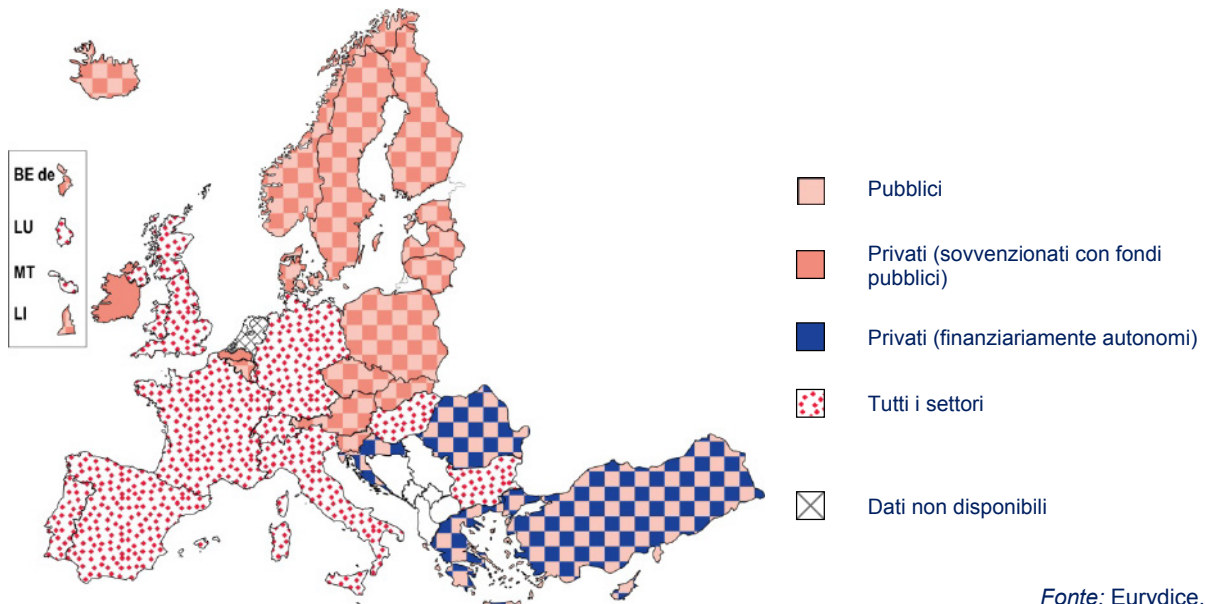 BE de
LU
MT
LI
Pubblici
Privati (sovvenzionati con fondi
pubblici)
Privati (finanziariamente autonomi)
Tutti i settori
Dati non disponibili
Fonte: Eurydice.